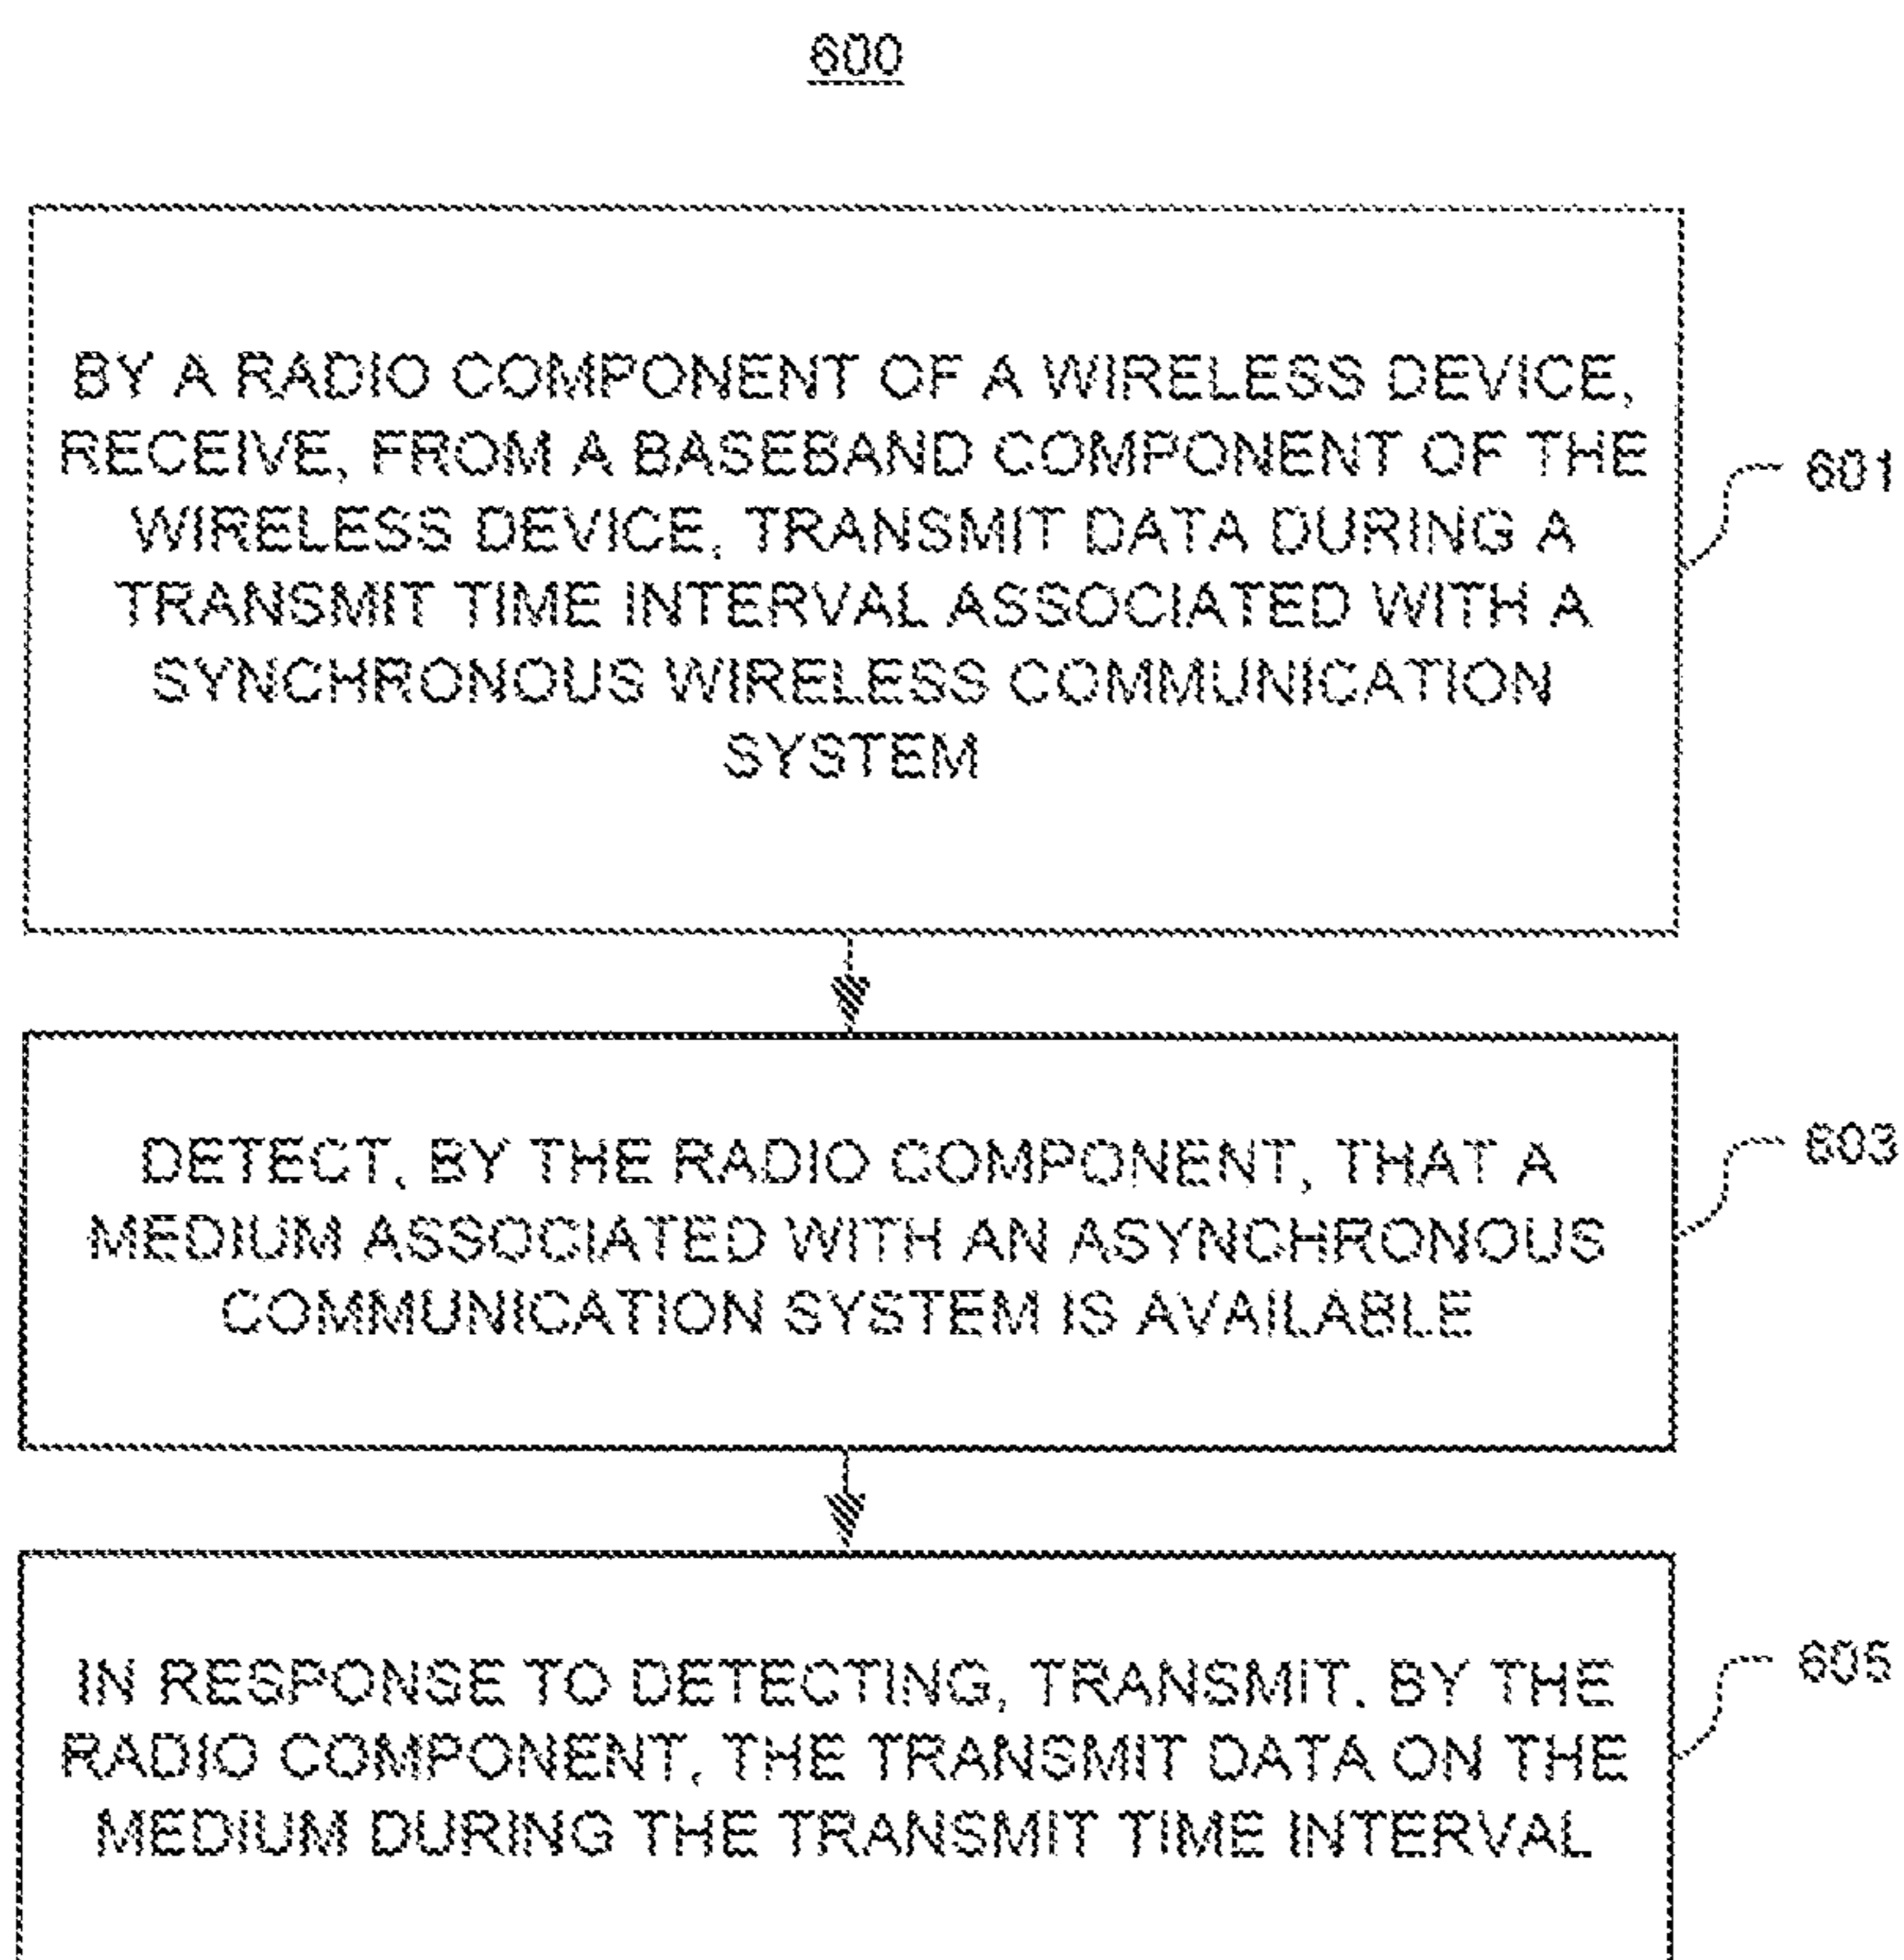 600
BY A RADIO COMPONENT OF A WIRELESS DEVICE,
RECEIVE, FROM A BASEBAND COMPONENT OF THE
WIRELESS DEVICE, TRANSMIT DATA DURING A
TRANSMIT TIME INTERVAL ASSOCIATED WITH A
SYNCHRONOUS WIRELESS COMMUNICATION
SYSTEM
601
DETECT, BY THE RADIO COMPONENT, THAT A
MEDIUM ASSOCIATED WITH AN ASYNCHRONOUS
COMMUNICATION SYSTEM IS AVAILABLE
603
IN RESPONSE TO DETECTING, TRANSMIT, BY THE
RADIO COMPONENT, THE TRANSMIT DATA ON THE
MEDIUM DURING THE TRANSMIT TIME INTERVAL
605